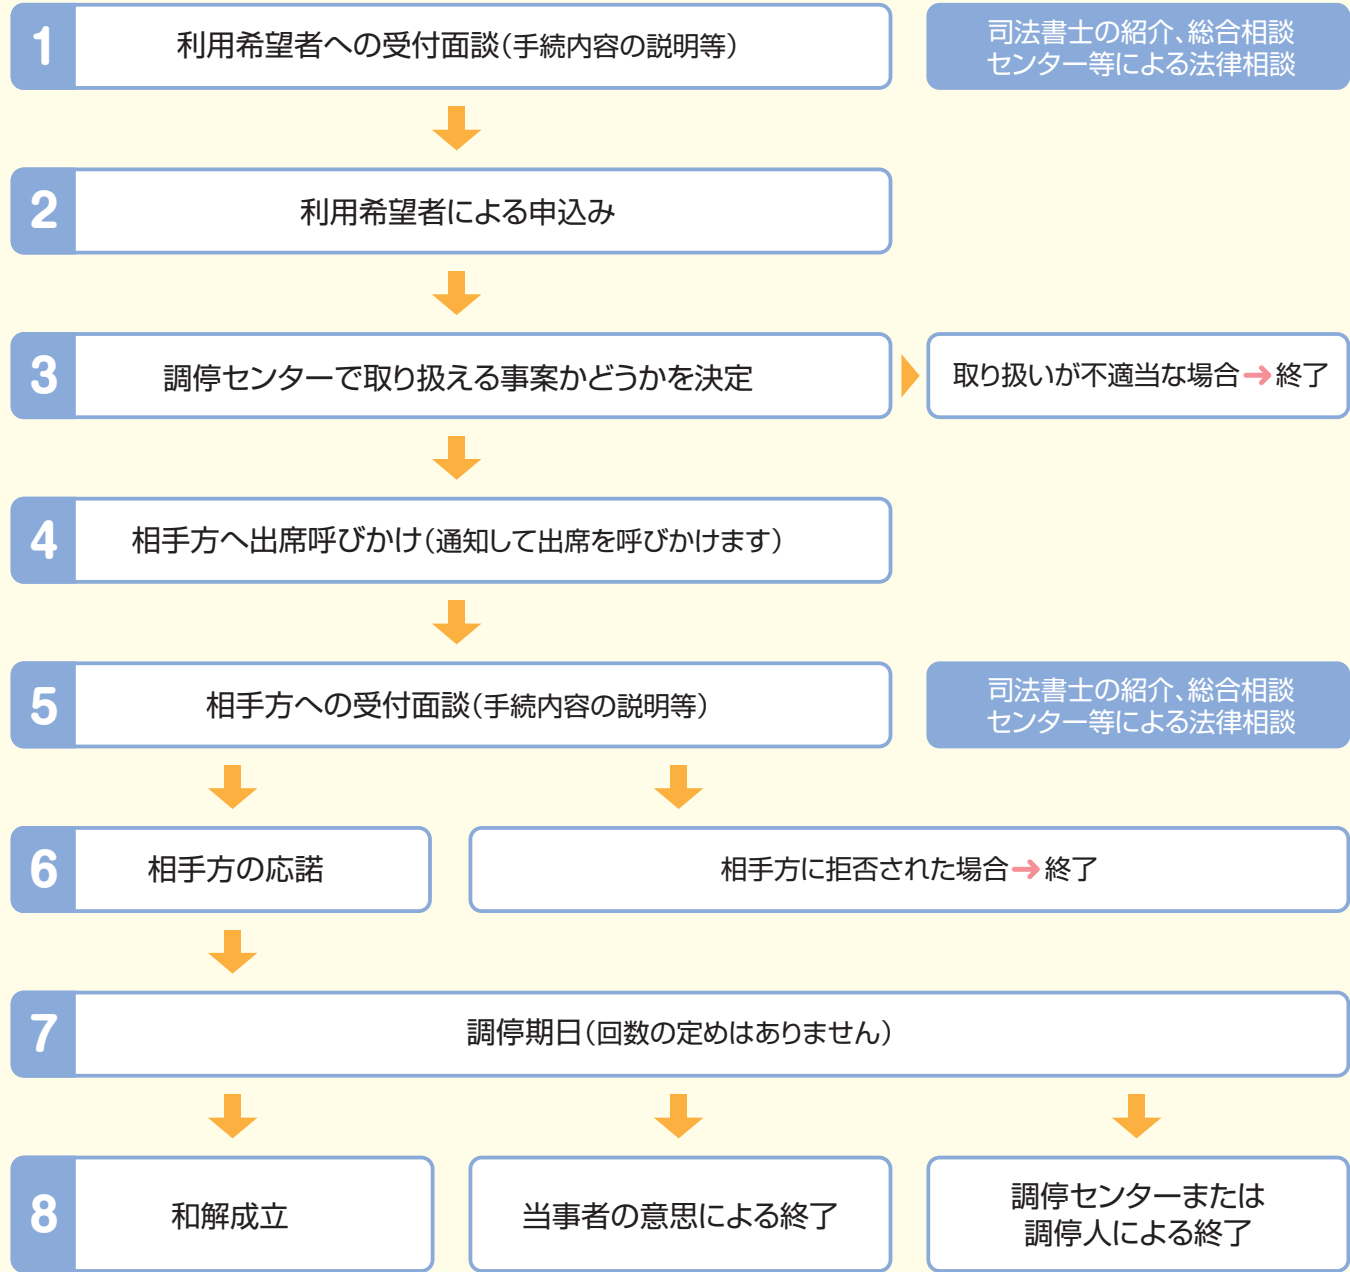 1
利用希望者への受付面談(手続内容の説明等)
司法書士の紹介、総合相談
センター等による法律相談
2
利用希望者による申込み
3
調停センターで取り扱える事案かどうかを決定
取り扱いが不適当な場合➔終了
4
相手方へ出席呼びかけ(通知して出席を呼びかけます)
5
相手方への受付面談(手続内容の説明等)
司法書士の紹介、総合相談
センター等による法律相談
6
相手方の応諾
相手方に拒否された場合➔終了
7
調停期日(回数の定めはありません)
8
和解成立
当事者の意思による終了
調停センターまたは
調停人による終了